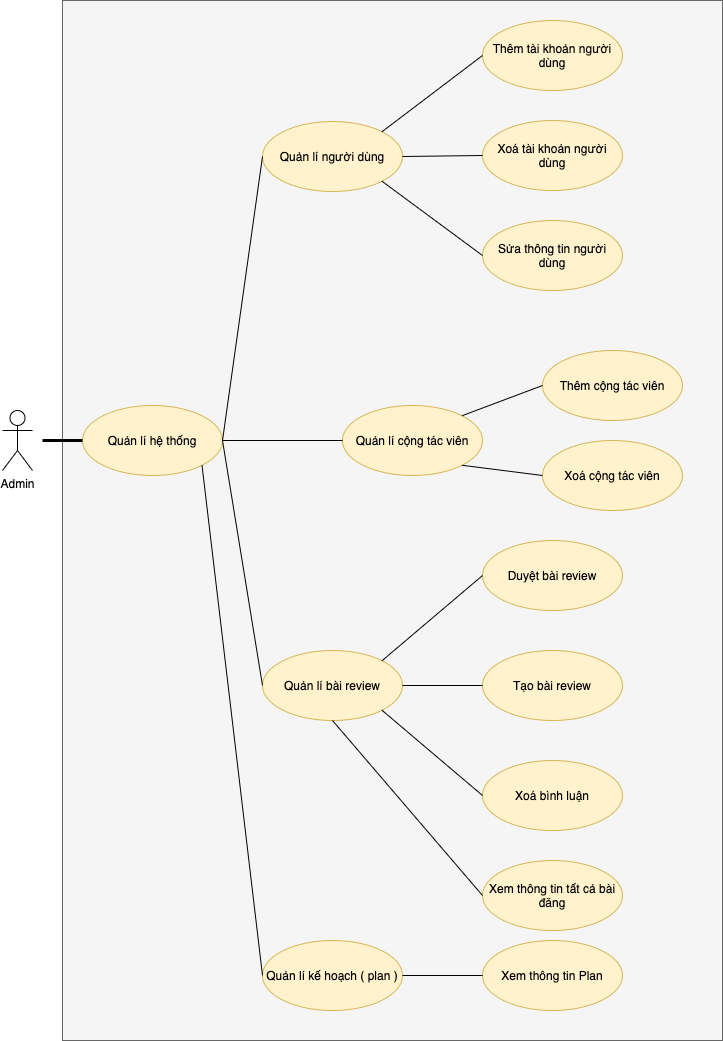 Thêm tài khoản người
dùng
Quản lí người dùng
Xoá tài khoản người
dùng
Sửa thông tin người
dùng
Thêm cộng tác viên
Quản lí hệ thống
Quản lí cộng tác viên
Xoá cộng tác viên
Admin
Duyệt bài review
Quản lí bài review
Tạo bài review
Xoá bình luận
Xem thông tin tất cả bài
đăng
Quản lí kế hoạch ( plan )
Xem thông tin Plan